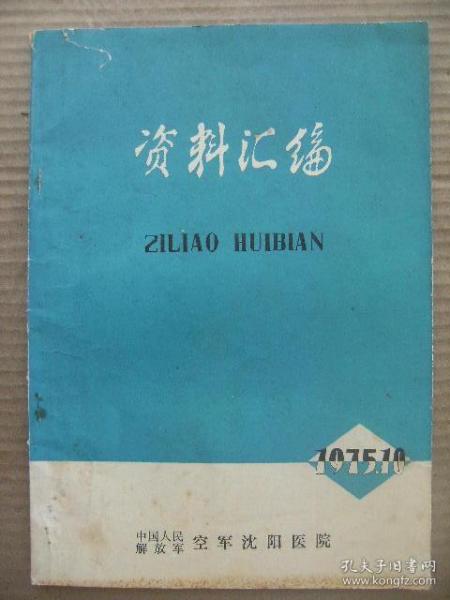 资料汇编
ZILIAO HUIBIAN
1975.10
中国人民
解放军 空军沈阳医院
孔夫子旧书网
www.kongfz.com